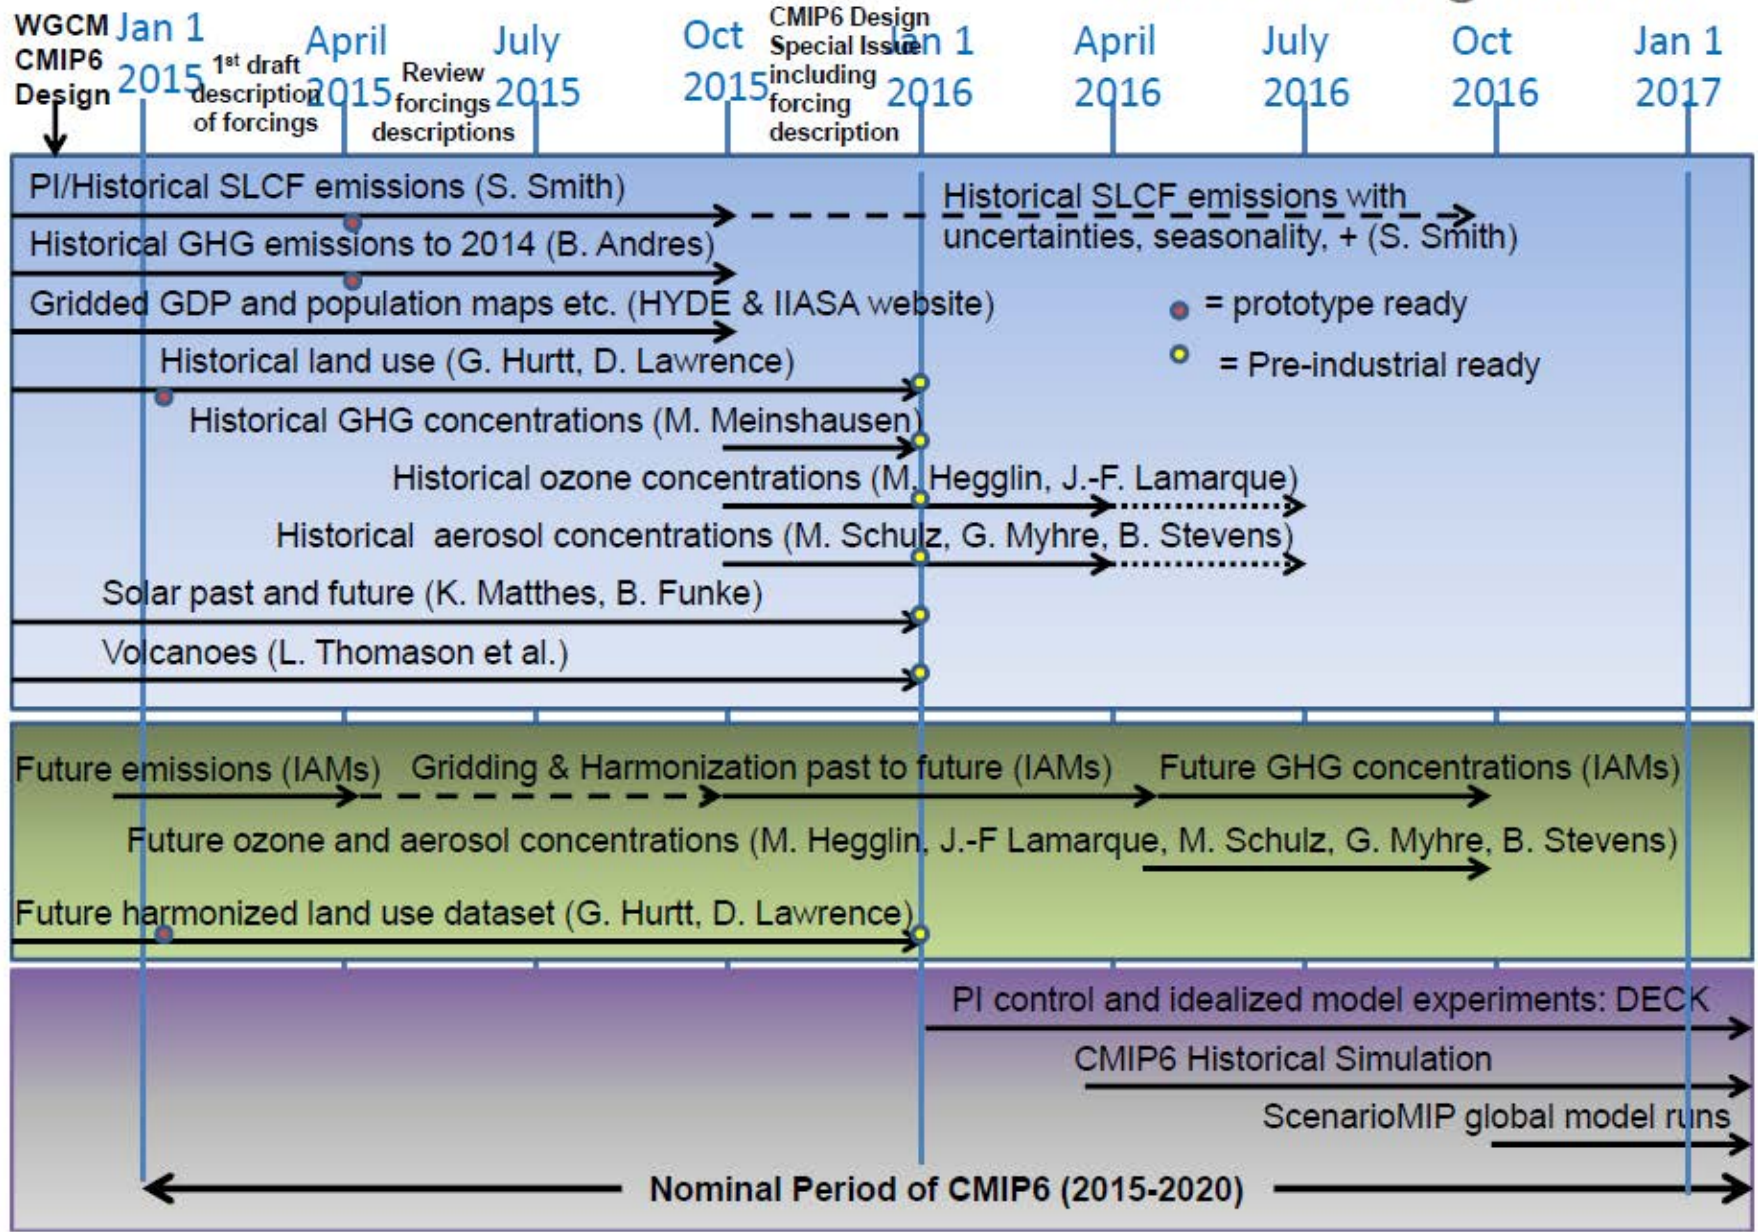 WGCM
CMIP6
Design
Jan 1
2015
1st draft
description
of forcings
April
2015
Review
forcings
descriptions
July
2015
Oct
2015
CMIP6 Design
Special Issue
including
forcing
description
Jan 1
2016
April
2016
July
2016
Oct
2016
Jan 1
2017
PI/Historical SLCF emissions (S. Smith)
Historical SLCF emissions with
uncertainties, seasonality, + (S. Smith)
Historical GHG emissions to 2014 (B. Andres)
Gridded GDP and population maps etc. (HYDE & IIASA website)
= prototype ready
Historical land use (G. Hurtt, D. Lawrence)
= Pre-industrial ready
Historical GHG concentrations (M. Meinshausen)
Historical ozone concentrations (M. Hegglin, J.-F. Lamarque)
Historical aerosol concentrations (M. Schulz, G. Myhre, B. Stevens)
Solar past and future (K. Matthes, B. Funke)
Volcanoes (L. Thomason et al.)
Future emissions (IAMs)
Gridding & Harmonization past to future (IAMs)
Future GHG concentrations (IAMs)
Future ozone and aerosol concentrations (M. Hegglin, J.-F Lamarque, M. Schulz, G. Myhre, B. Stevens)
Future harmonized land use dataset (G. Hurtt, D. Lawrence)
PI control and idealized model experiments: DECK
CMIP6 Historical Simulation
ScenarioMIP global model runs
Nominal Period of CMIP6 (2015-2020)